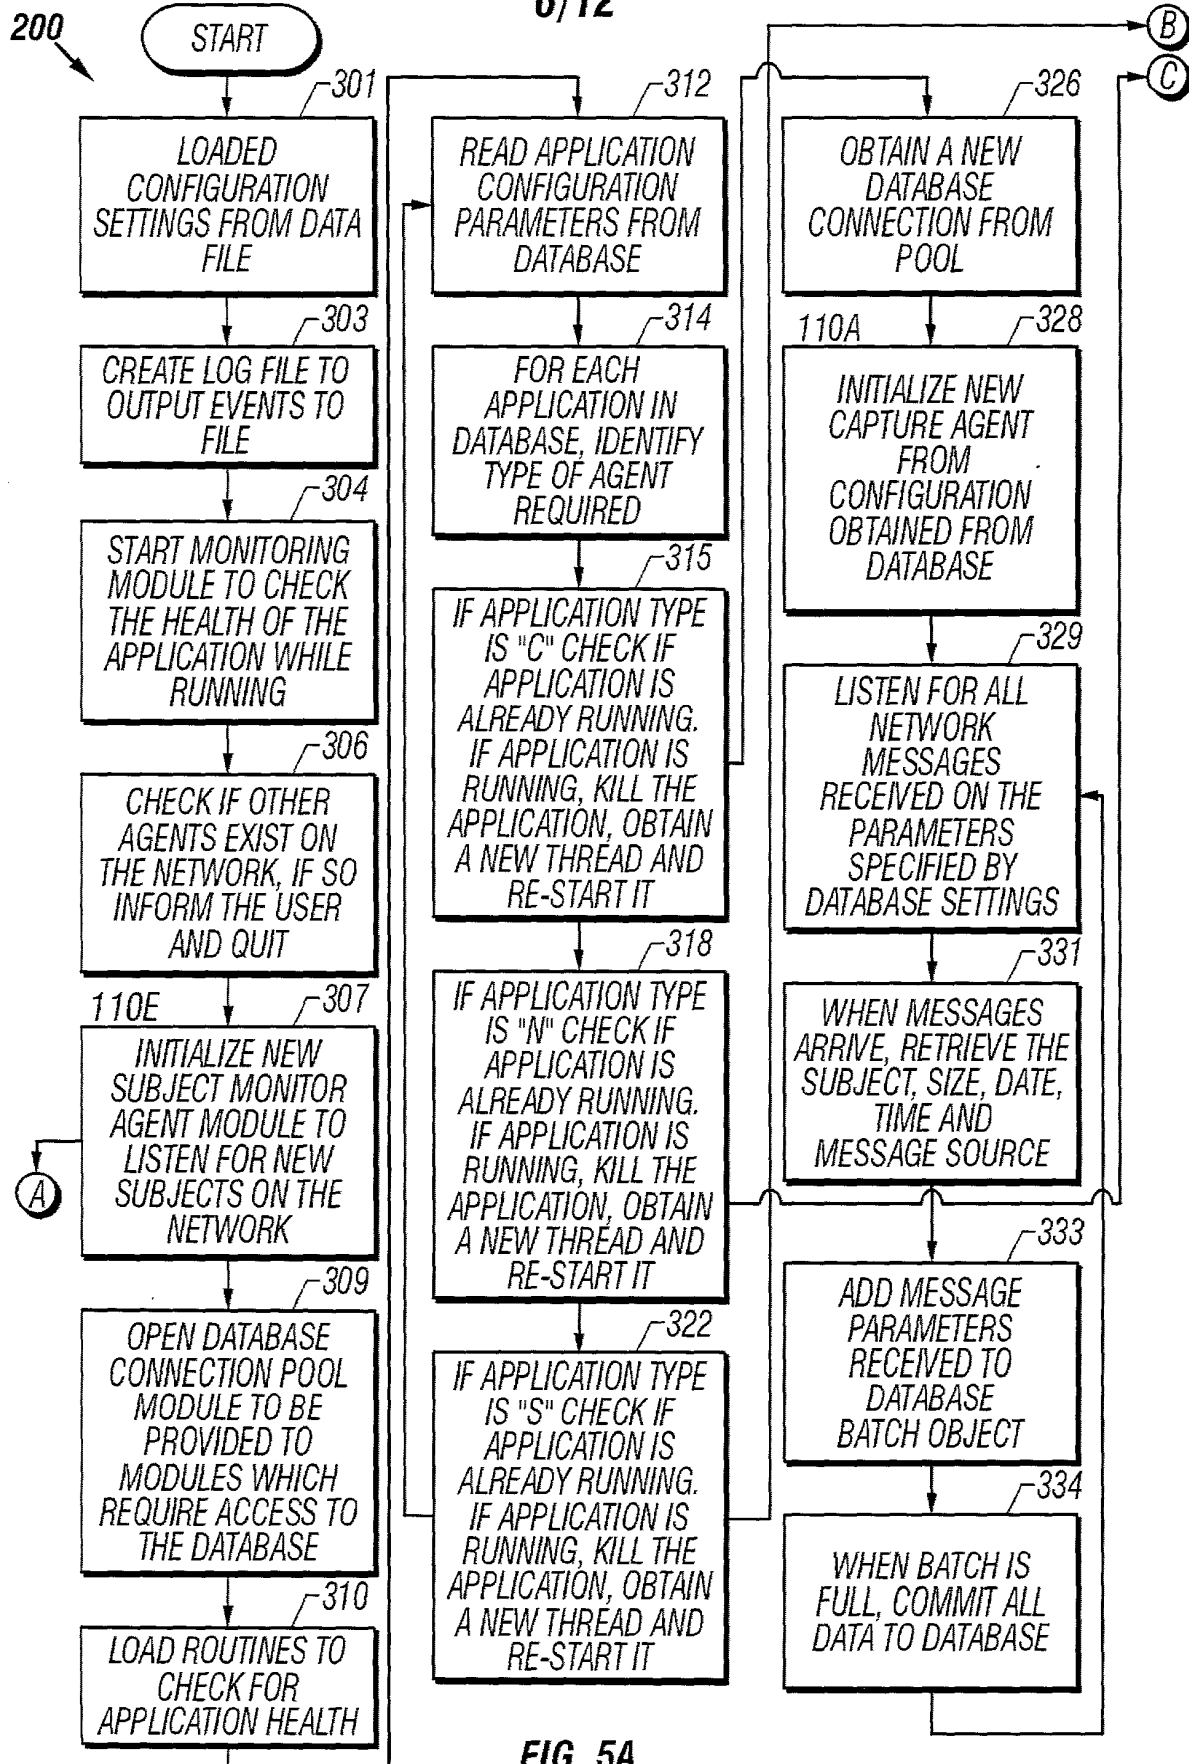 6/12
200
START
301
LOADED
CONFIGURATION
SETTINGS FROM DATA
FILE
303
CREATE LOG FILE TO
OUTPUT EVENTS TO
FILE
304
START MONITORING
MODULE TO CHECK
THE HEALTH OF THE
APPLICATION WHILE
RUNNING
306
CHECK IF OTHER
AGENTS EXIST ON
THE NETWORK, IF SO
INFORM THE USER
AND QUIT
110E
307
INITIALIZE NEW
SUBJECT MONITOR
AGENT MODULE TO
LISTEN FOR NEW
SUBJECTS ON THE
NETWORK
A
309
OPEN DATABASE
CONNECTION POOL
MODULE TO BE
PROVIDED TO
MODULES WHICH
REQUIRE ACCESS TO
THE DATABASE
310
LOAD ROUTINES TO
CHECK FOR
APPLICATION HEALTH
312
READ APPLICATION
CONFIGURATION
PARAMETERS FROM
DATABASE
314
FOR EACH
APPLICATION IN
DATABASE, IDENTIFY
TYPE OF AGENT
REQUIRED
315
IF APPLICATION TYPE
IS "C" CHECK IF
APPLICATION IS
ALREADY RUNNING.
IF APPLICATION IS
RUNNING, KILL THE
APPLICATION, OBTAIN
A NEW THREAD AND
RE-START IT
318
IF APPLICATION TYPE
IS "N" CHECK IF
APPLICATION IS
ALREADY RUNNING.
IF APPLICATION IS
RUNNING, KILL THE
APPLICATION, OBTAIN
A NEW THREAD AND
RE-START IT
322
IF APPLICATION TYPE
IS "S" CHECK IF
APPLICATION IS
ALREADY RUNNING.
IF APPLICATION IS
RUNNING, KILL THE
APPLICATION, OBTAIN
A NEW THREAD AND
RE-START IT
B
C
326
OBTAIN A NEW
DATABASE
CONNECTION FROM
POOL
110A
328
INITIALIZE NEW
CAPTURE AGENT
FROM
CONFIGURATION
OBTAINED FROM
DATABASE
329
LISTEN FOR ALL
NETWORK
MESSAGES
RECEIVED ON THE
PARAMETERS
SPECIFIED BY
DATABASE SETTINGS
331
WHEN MESSAGES
ARRIVE, RETRIEVE THE
SUBJECT, SIZE, DATE,
TIME AND
MESSAGE SOURCE
333
ADD MESSAGE
PARAMETERS
RECEIVED TO
DATABASE
BATCH OBJECT
334
WHEN BATCH IS
FULL, COMMIT ALL
DATA TO DATABASE
FIG. 5A